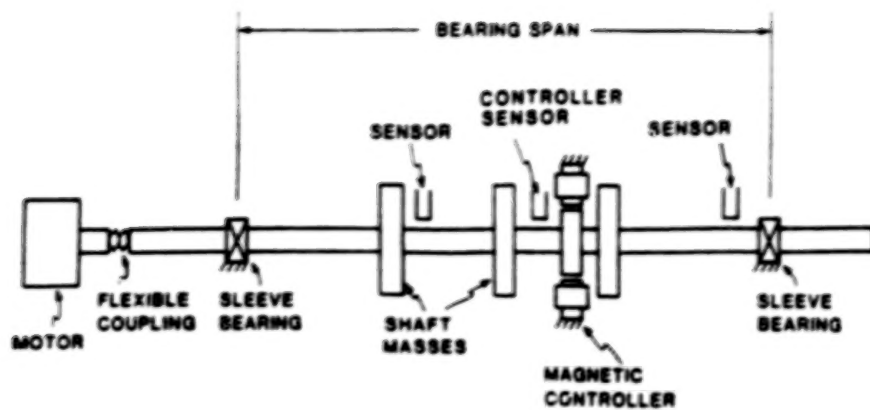 BEARING SPAN
CONTROLLER
SENSOR
SENSOR
SENSOR
MOTOR
FLEXIBLE
COUPLING
SLEEVE
BEARING
SHAFT
MASSES
MAGNETIC
CONTROLLER
SLEEVE
BEARING